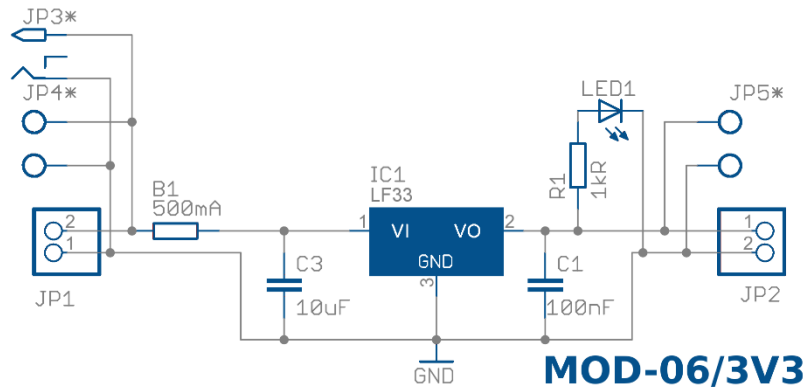 JP3*
JP4*
2
1
JP1
B1
500mA
C3
10uF
IC1
LF33
1
VI
VO
2
GND
3
GND
C1
100nF
R1
1kR
LED1
JP5*
1
2
JP2
MOD-06/3V3